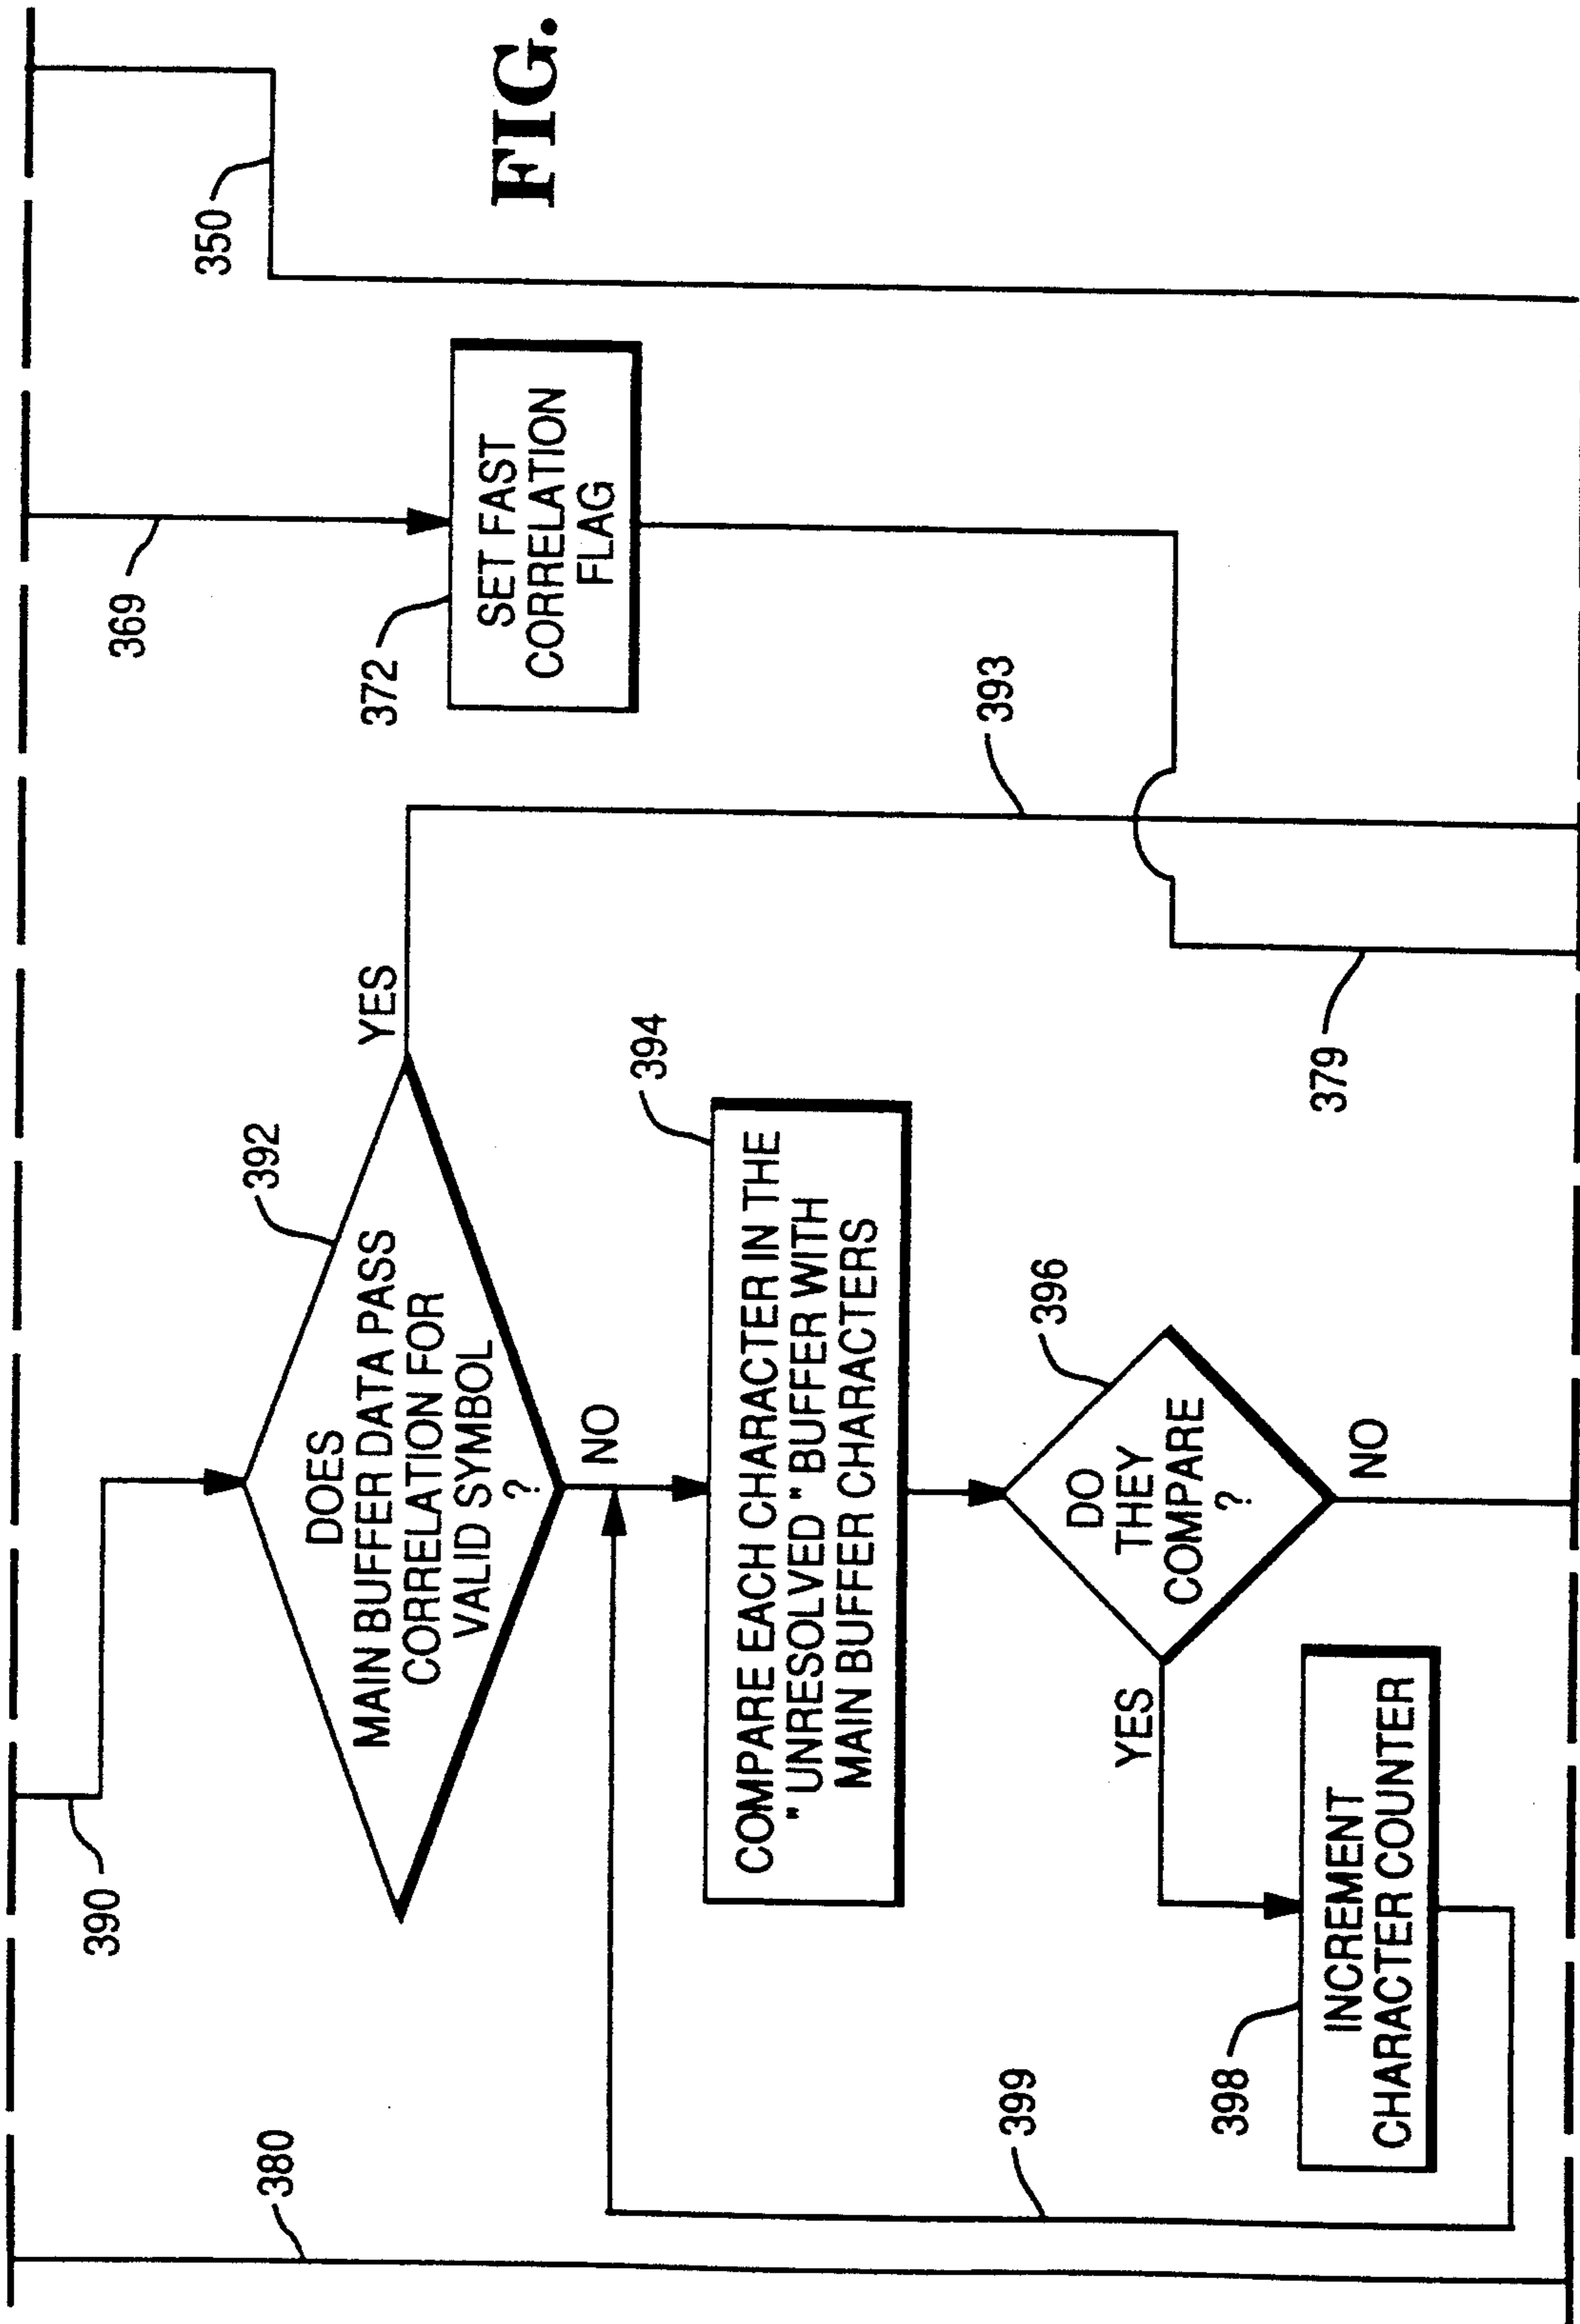 380
390
369
350
DOES
MAIN BUFFER DATA PASS
CORRELATION FOR
VALID SYMBOL
?
392
YES
NO
372
SET FAST
CORRELATION
FLAG
FIG.
394
COMPARE EACH CHARACTER IN THE
"UNRESOLVED" BUFFER WITH
MAIN BUFFER CHARACTERS
393
399
396
DO
THEY
COMPARE
?
YES
NO
398
INCREMENT
CHARACTER COUNTER
379